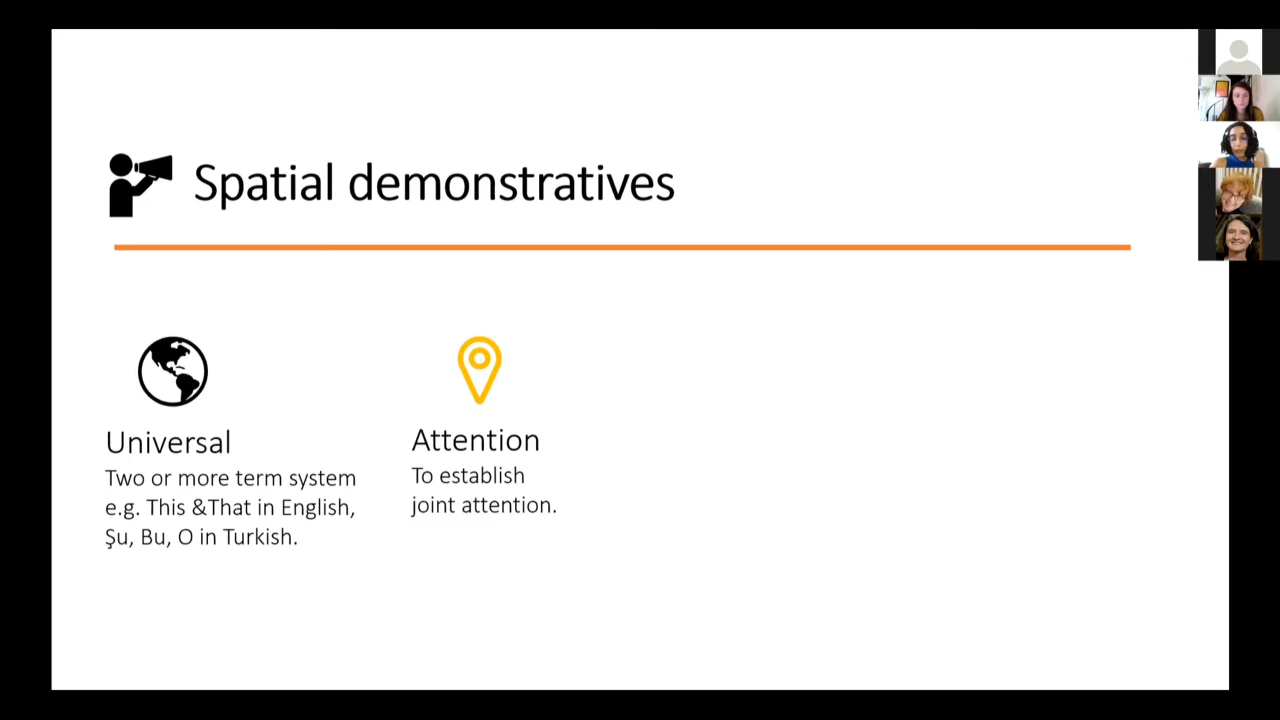 Spatial demonstratives
Universal
Two or more term system
e.g. This &That in English,
Şu, Bu, O in Turkish.
Attention
To establish
joint attention.